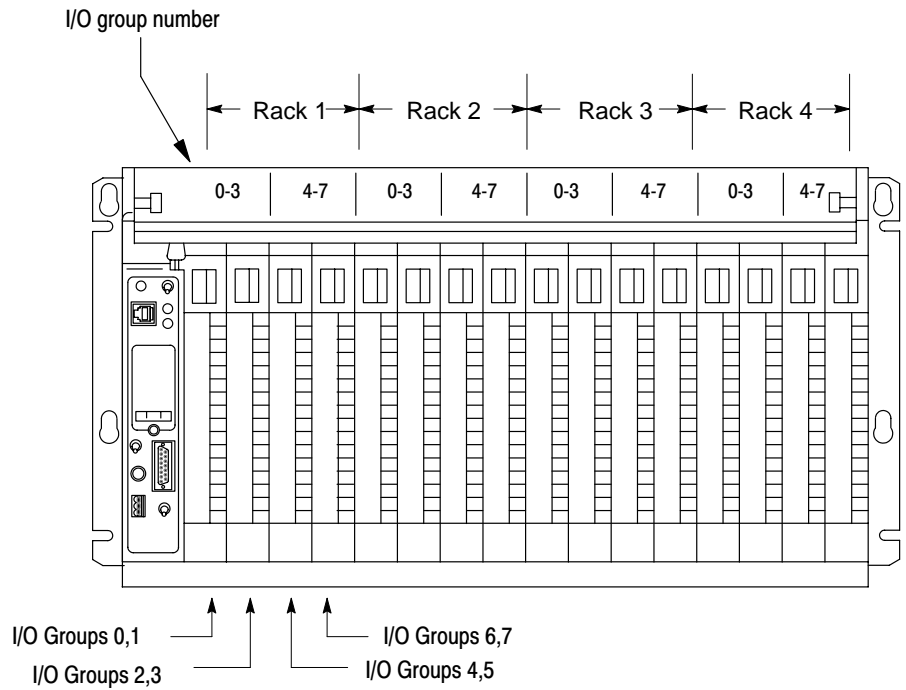 I/O group number
Rack 1 Rack 2 Rack 3 Rack 4
0-3 4-7 0-3 4-7 0-3 4-7 0-3 4-7
I/O Groups 0,1 I/O Groups 6,7
I/O Groups 2,3 I/O Groups 4,5